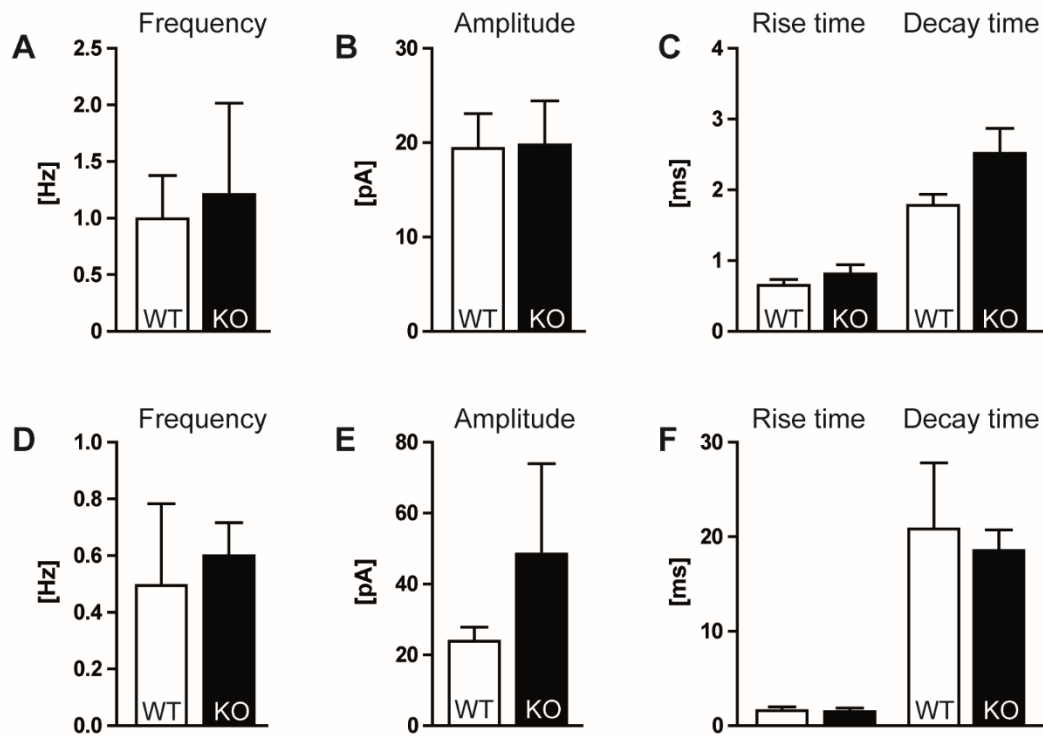 A Frequency
[Hz]
2.5
2.0
1.5
1.0
0.5
0
WT KO
B Amplitude
[pA]
30
20
10
0
WT KO
C Rise time Decay time
[ms]
4
3
2
1
0
WT KO WT KO
D Frequency
[Hz]
1.0
0.8
0.6
0.4
0.2
0.0
WT KO
E Amplitude
[pA]
80
60
40
20
0
WT KO
F Rise time Decay time
[ms]
30
20
10
0
WT KO